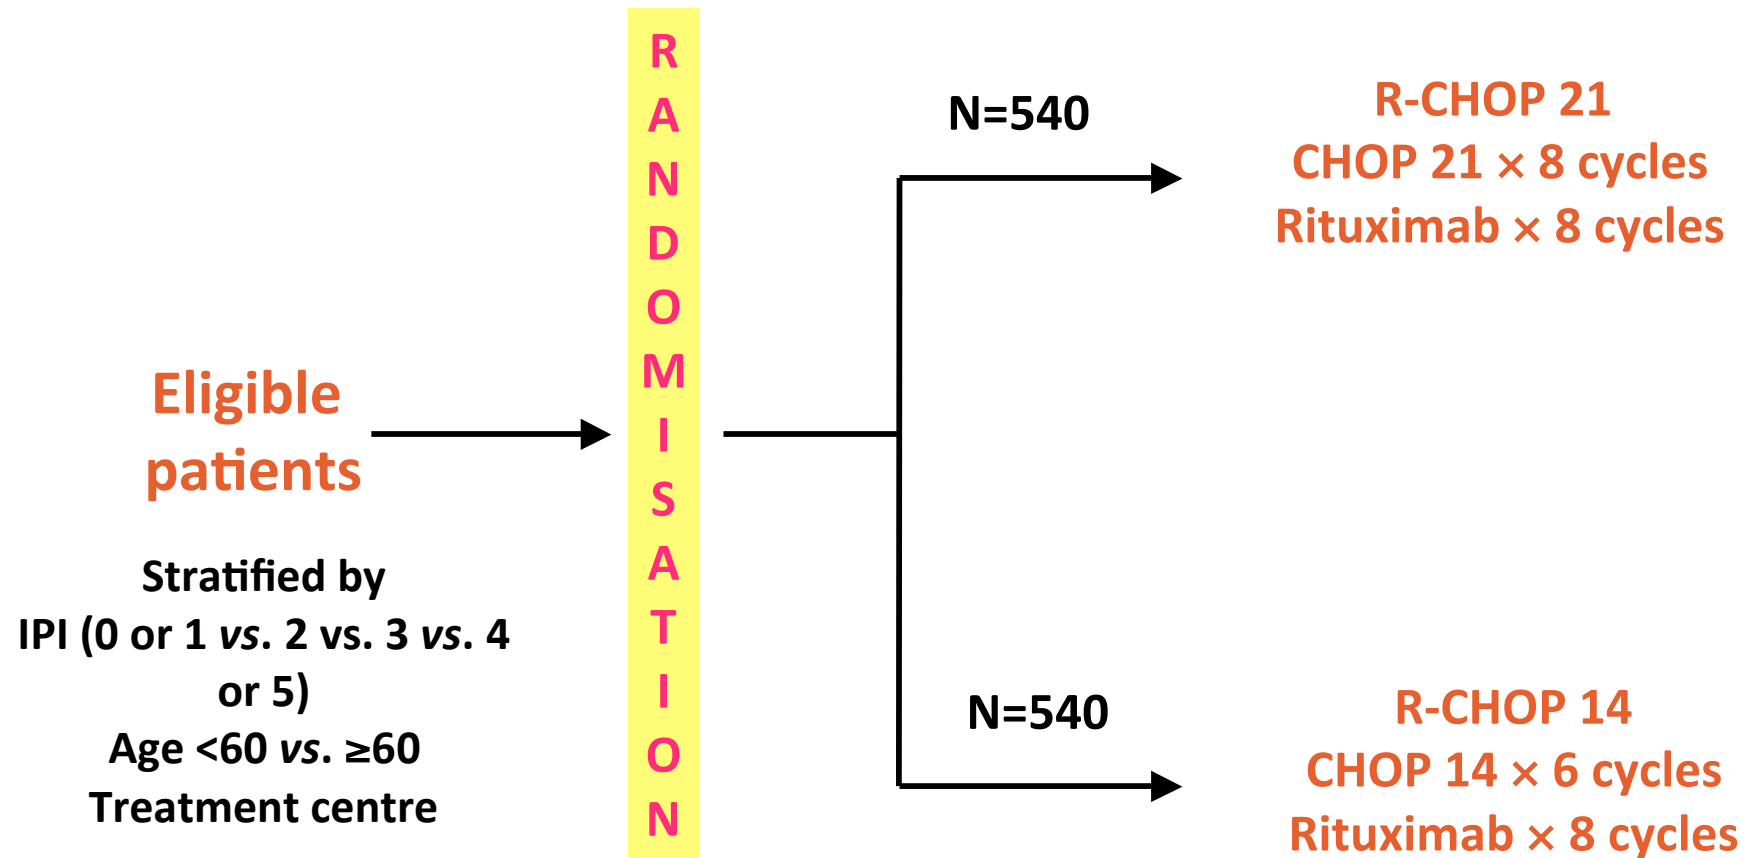 Eligible
patients
Stratified by
IPI (0 or 1 vs. 2 vs. 3 vs. 4
or 5)
Age <60 vs. ≥60
Treatment centre
R
A
N
D
O
M
I
S
A
T
I
O
N
N=540
R-CHOP 21
CHOP 21 × 8 cycles
Rituximab × 8 cycles
N=540
R-CHOP 14
CHOP 14 × 6 cycles
Rituximab × 8 cycles